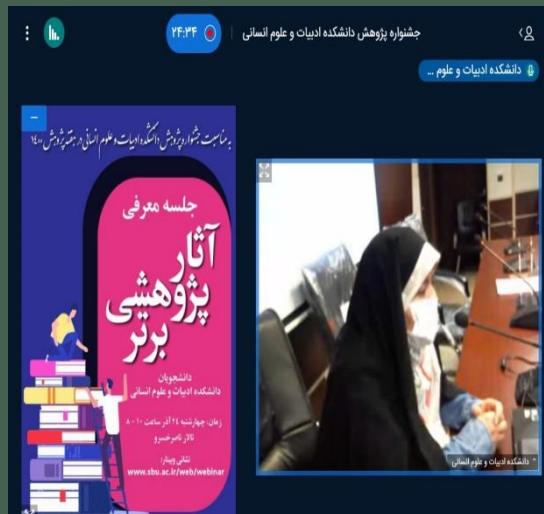 جشنواره پژوهش دانشکده ادبیات و علوم انسانی
۲۴:۳۴
دانشکده ادبیات و علوم ...
به مناسبت جشنواره پژوهش دانشکده ادبیات و علوم انسانی در هفته پژوهش ۱۴۰۰
جلسه معرفی
آثار
پژوهشی
برتر
دانشجویان
دانشکده ادبیات و علوم انسانی
زمان: چهارشنبه ۲۴ آذر ساعت ۱۰ - ۸
تالار ناصرخسرو
نشانی وبینار:
www.sbu.ac.ir/web/webinar
دانشکده ادبیات و علوم انسانی